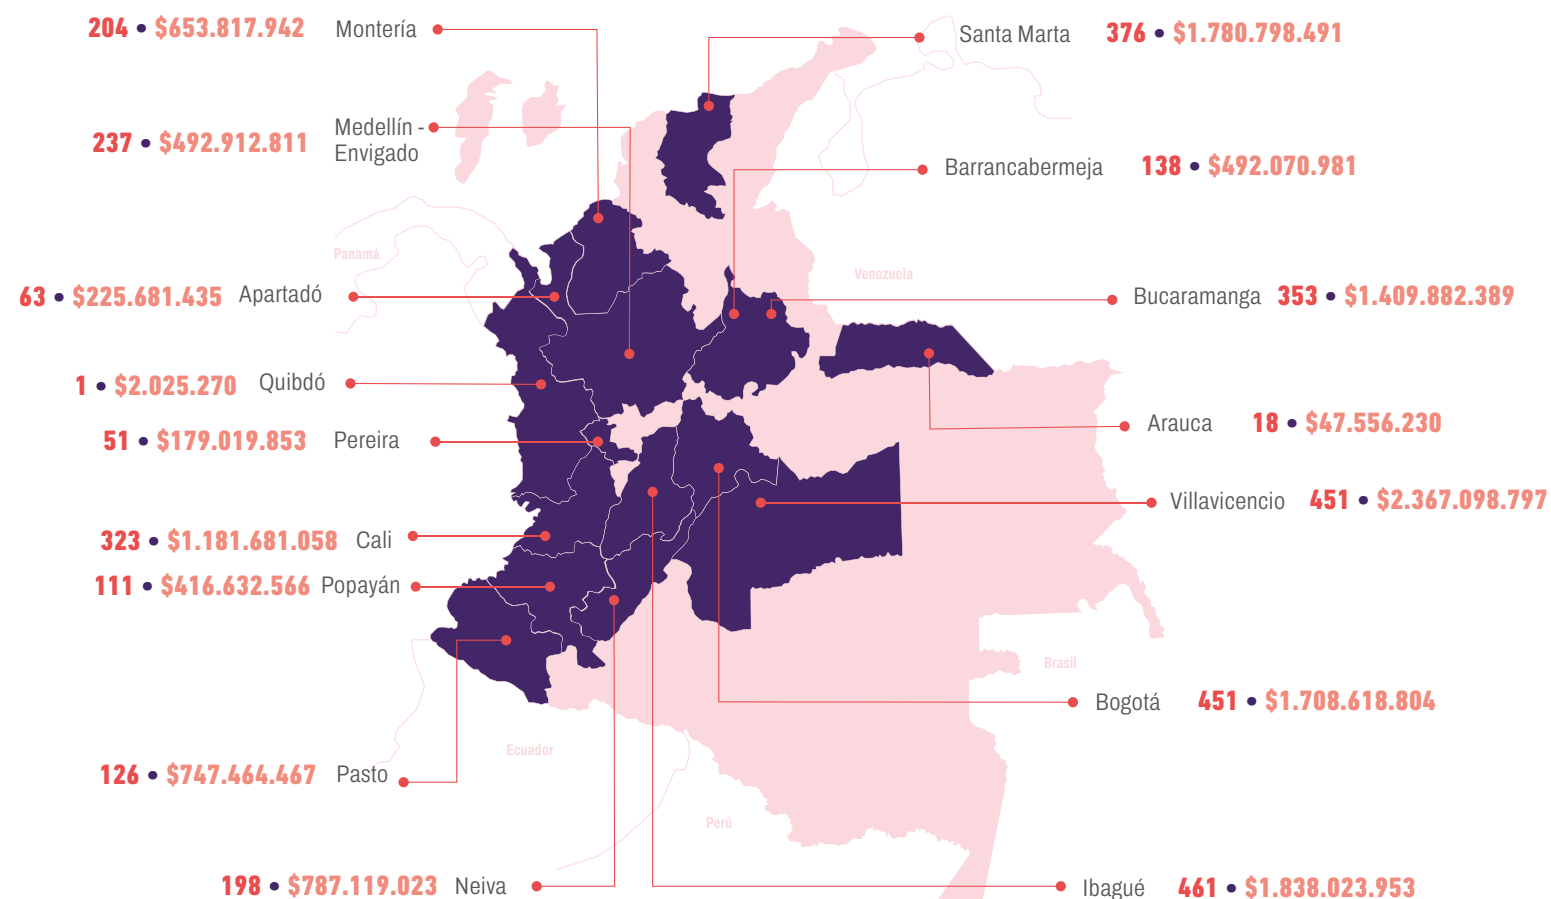 204 • $653.817.942 Montería
Santa Marta 376 • $1.780.798.491
237 • $492.912.811 Medellín -
Envigado
Barrancabermeja 138 • $492.070.981
Panamá
Venezuela
63 • $225.681.435 Apartadó
Bucaramanga 353 • $1.409.882.389
1 • $2.025.270 Quibdó
Arauca 18 • $47.556.230
51 • $179.019.853 Pereira
Villavicencio 451 • $2.367.098.797
323 • $1.181.681.058 Cali
111 • $416.632.566 Popayán
Brasil
Bogotá 451 • $1.708.618.804
Ecuador
126 • $747.464.467 Pasto
Perú
198 • $787.119.023 Neiva
Ibagué 461 • $1.838.023.953